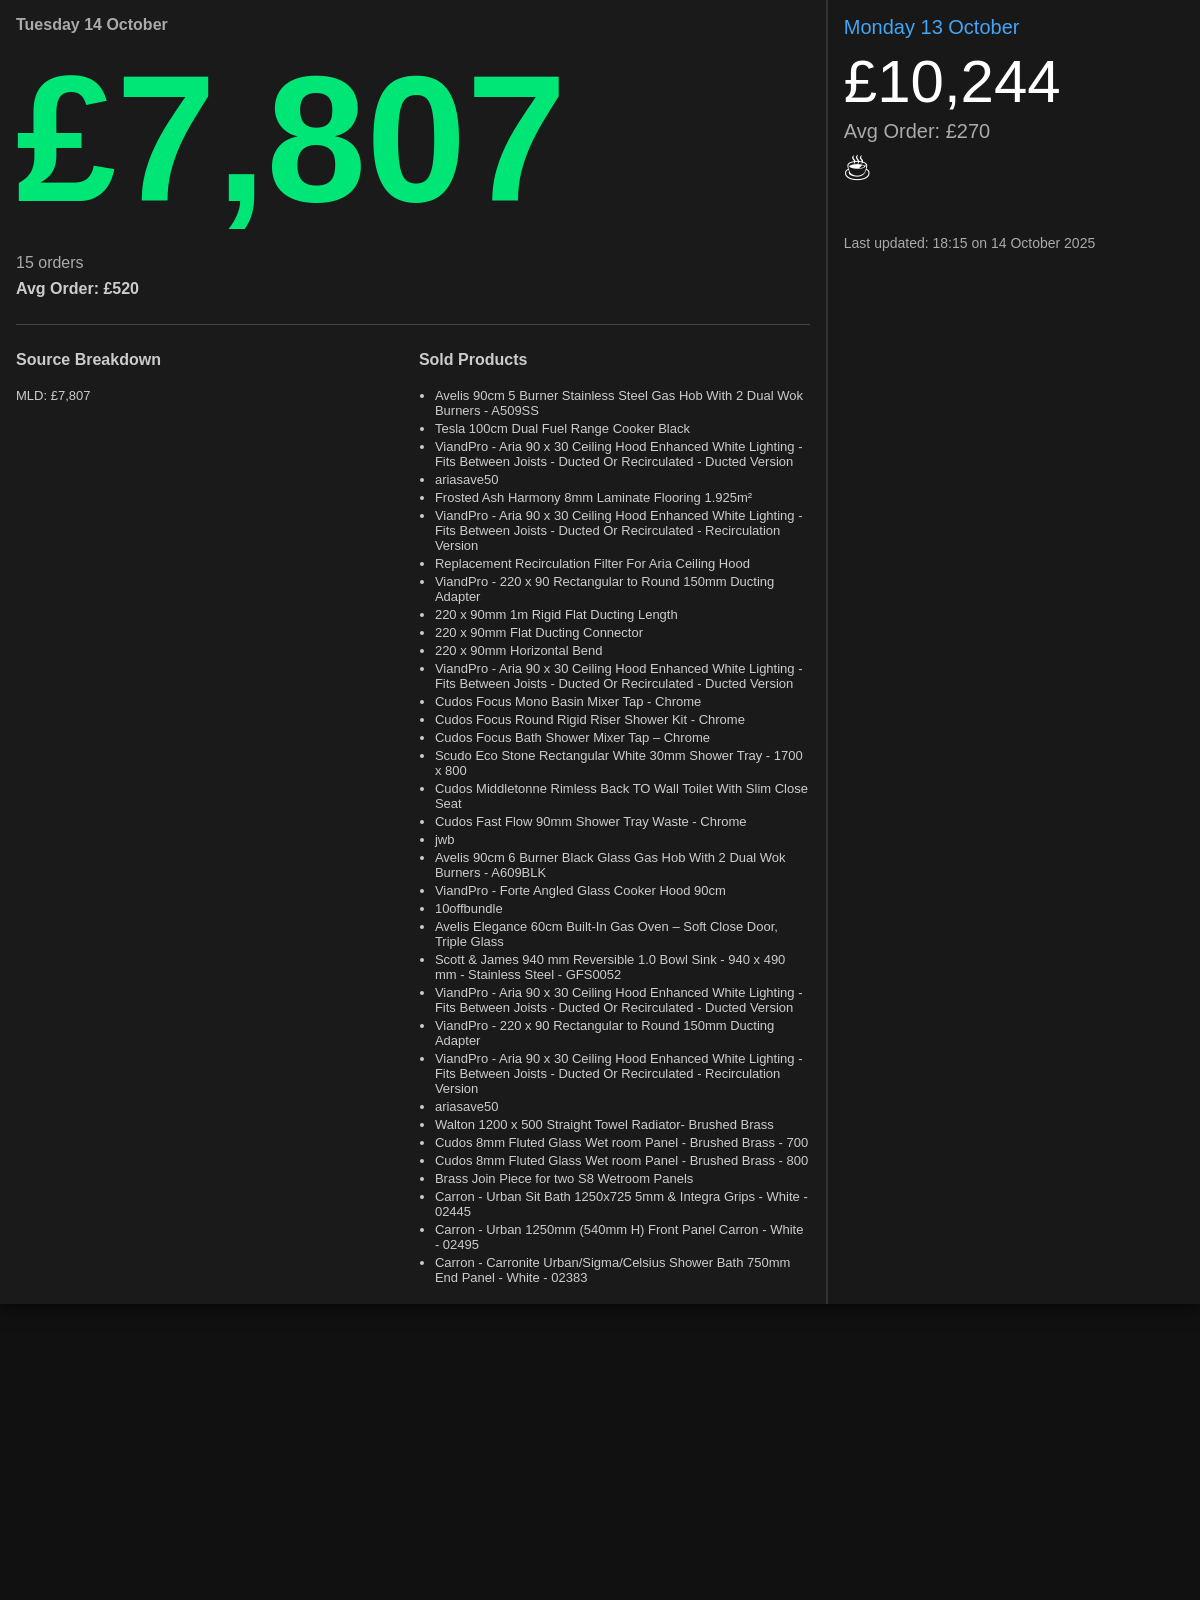 Tuesday 14 October
£7,807
15 orders
Avg Order: £520
Source Breakdown
MLD: £7,807
Sold Products
Avelis 90cm 5 Burner Stainless Steel Gas Hob With 2 Dual Wok
Burners - A509SS
Tesla 100cm Dual Fuel Range Cooker Black
ViandPro - Aria 90 x 30 Ceiling Hood Enhanced White Lighting -
Fits Between Joists - Ducted Or Recirculated - Ducted Version
ariasave50
Frosted Ash Harmony 8mm Laminate Flooring 1.925m²
ViandPro - Aria 90 x 30 Ceiling Hood Enhanced White Lighting -
Fits Between Joists - Ducted Or Recirculated - Recirculation
Version
Replacement Recirculation Filter For Aria Ceiling Hood
ViandPro - 220 x 90 Rectangular to Round 150mm Ducting
Adapter
220 x 90mm 1m Rigid Flat Ducting Length
220 x 90mm Flat Ducting Connector
220 x 90mm Horizontal Bend
ViandPro - Aria 90 x 30 Ceiling Hood Enhanced White Lighting -
Fits Between Joists - Ducted Or Recirculated - Ducted Version
Cudos Focus Mono Basin Mixer Tap - Chrome
Cudos Focus Round Rigid Riser Shower Kit - Chrome
Cudos Focus Bath Shower Mixer Tap – Chrome
Scudo Eco Stone Rectangular White 30mm Shower Tray - 1700
x 800
Cudos Middletonne Rimless Back TO Wall Toilet With Slim Close
Seat
Cudos Fast Flow 90mm Shower Tray Waste - Chrome
jwb
Avelis 90cm 6 Burner Black Glass Gas Hob With 2 Dual Wok
Burners - A609BLK
ViandPro - Forte Angled Glass Cooker Hood 90cm
10offbundle
Avelis Elegance 60cm Built-In Gas Oven – Soft Close Door,
Triple Glass
Scott & James 940 mm Reversible 1.0 Bowl Sink - 940 x 490
mm - Stainless Steel - GFS0052
ViandPro - Aria 90 x 30 Ceiling Hood Enhanced White Lighting -
Fits Between Joists - Ducted Or Recirculated - Ducted Version
ViandPro - 220 x 90 Rectangular to Round 150mm Ducting
Adapter
ViandPro - Aria 90 x 30 Ceiling Hood Enhanced White Lighting -
Fits Between Joists - Ducted Or Recirculated - Recirculation
Version
ariasave50
Walton 1200 x 500 Straight Towel Radiator- Brushed Brass
Cudos 8mm Fluted Glass Wet room Panel - Brushed Brass - 700
Cudos 8mm Fluted Glass Wet room Panel - Brushed Brass - 800
Brass Join Piece for two S8 Wetroom Panels
Carron - Urban Sit Bath 1250x725 5mm & Integra Grips - White -
02445
Carron - Urban 1250mm (540mm H) Front Panel Carron - White
- 02495
Carron - Carronite Urban/Sigma/Celsius Shower Bath 750mm
End Panel - White - 02383
Monday 13 October
£10,244
Avg Order: £270
Last updated: 18:15 on 14 October 2025